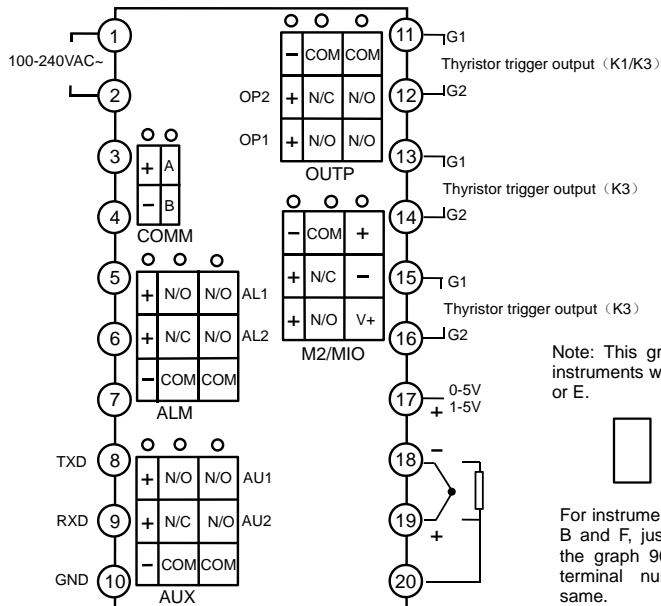 1
100-240VAC~
2
3
+ A
4
− B
COMM
5
+ N/O N/O AL1
6
+ N/C N/O AL2
7
− COM COM
ALM
TXD 8
+ N/O N/O AU1
RXD 9
+ N/C N/O AU2
GND 10
− COM COM
AUX
− COM COM
OP2 + N/C N/O
OP1 + N/O N/O
OUTP
− COM +
+ N/C −
+ N/O V+
M2/MIO
11 G1
Thyristor trigger output（K1/K3）
12 G2
13 G1
Thyristor trigger output（K3）
14 G2
15 G1
Thyristor trigger output（K3）
16 G2
17 0-5V
+ 1-5V
18 −
19 +
20
Note: This gr
instruments w
or E.
For instrume
B and F, jus
the graph 9
terminal nu
same.